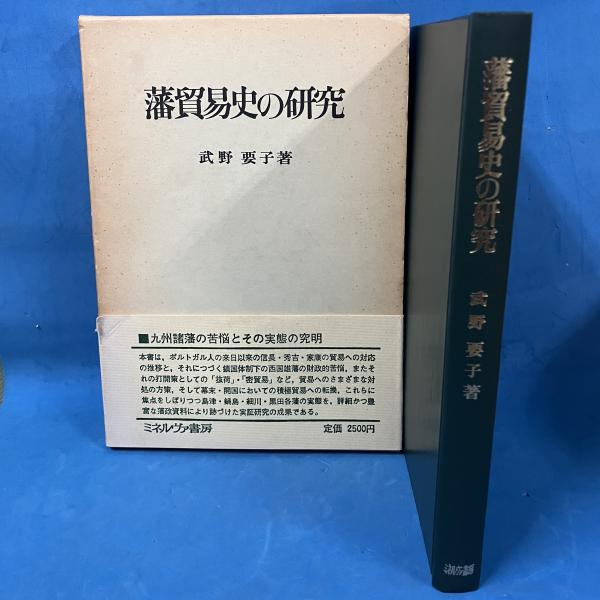 藩貿易史の研究
武野要子著
■九州諸藩の苦悩とその実態の究明
本書は、ポルトガル人の来日以来の信長・秀吉・家康の貿易への対応
の推移と、それにつづく鎖国体制下の西国雄藩の財政的苦悩、またそ
れの打開策としての「抜荷」・「密貿易」など、貿易へのさまざまな対
処の方策、そして幕末・開国においての積極貿易への転換、これらに
焦点をしぼりつつ島津・鍋島・細川・黒田各藩の実態を、詳細かつ豊
富な藩政資料により跡づけた実証研究の成果である。
ミネルヴァ書房
定価 2500円
藩貿易史の研究
武野要子著